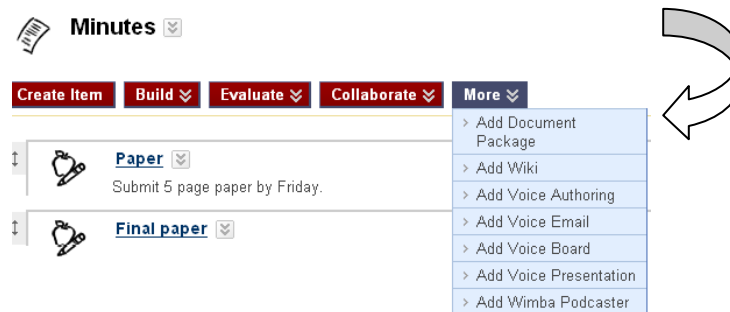 Minutes
Create Item Build Evaluate Collaborate More
> Add Document
Package
> Add Wiki
Paper
> Add Voice Authoring
Submit 5 page paper by Friday.
> Add Voice Email
Final paper
> Add Voice Board
> Add Voice Presentation
> Add Wimba Podcaster